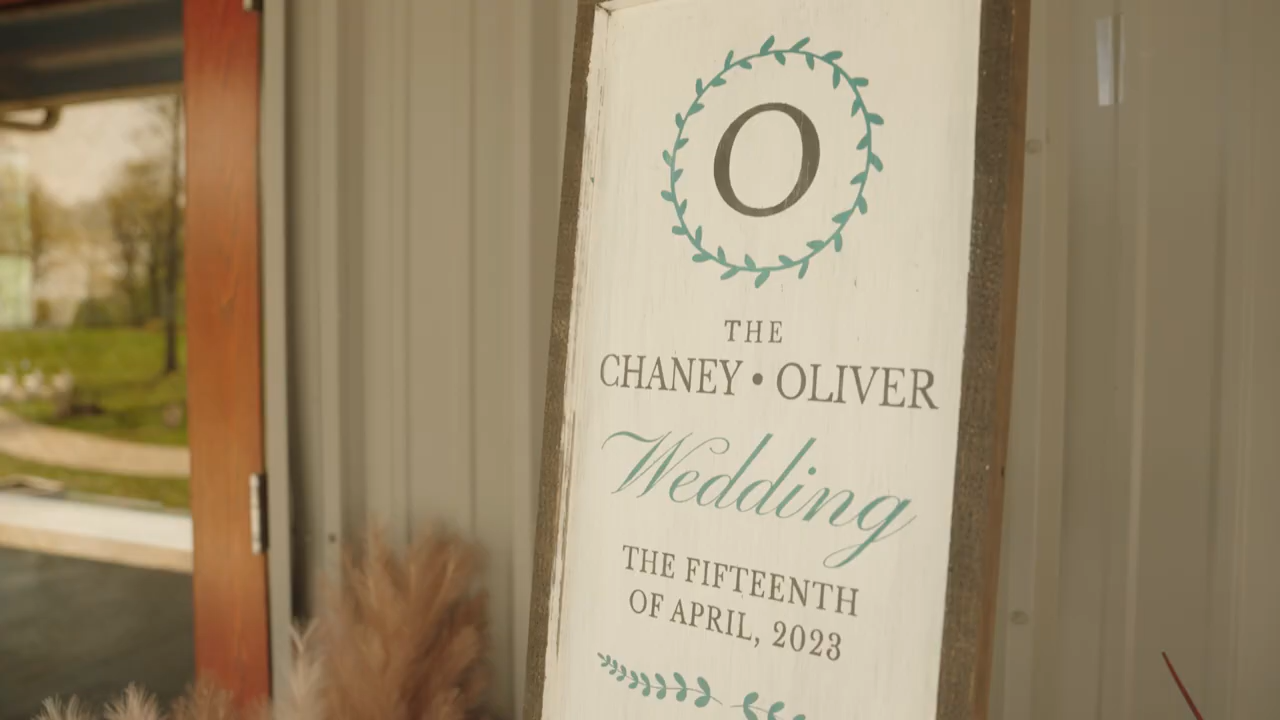 O
THE
CHANEY • OLIVER
Wedding
THE FIFTEENTH
OF APRIL, 2023